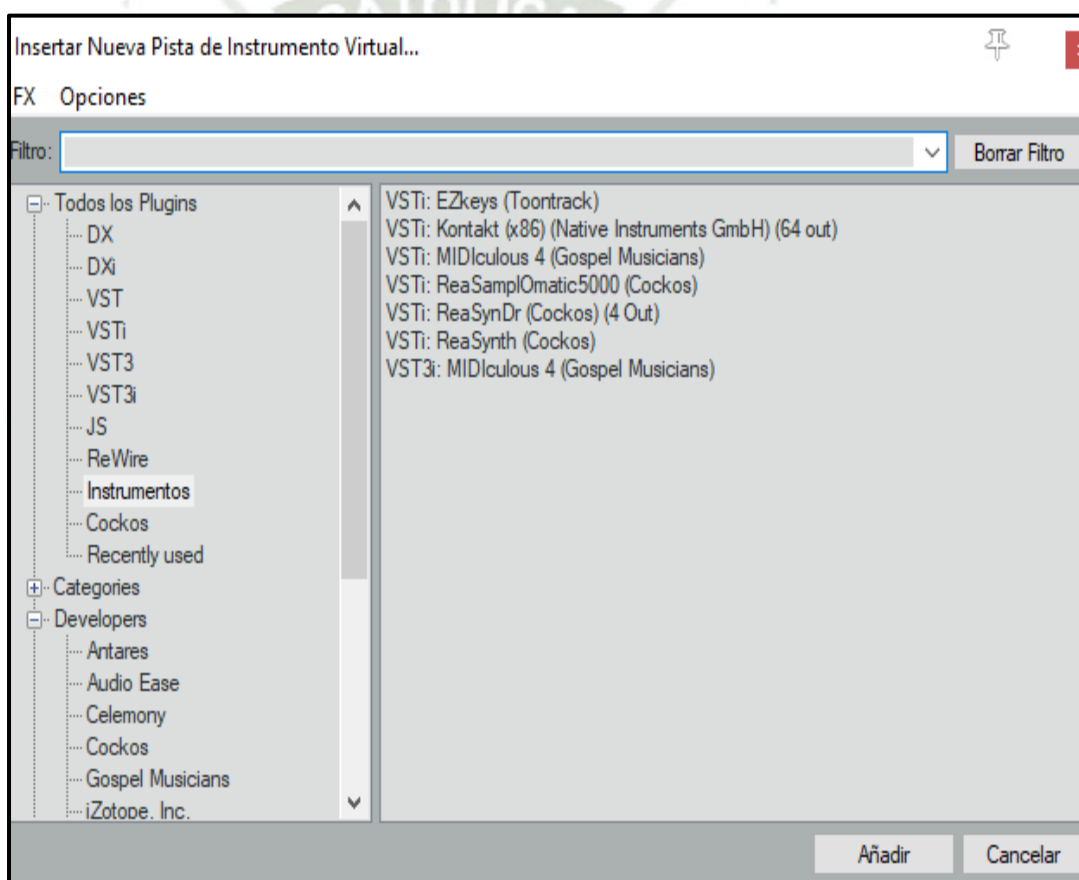 Insertar Nueva Pista de Instrumento Virtual...
FX Opciones
Filtro: Borrar Filtro
Todos los Plugins
DX
DXi
VST
VSTi
VST3
VST3i
JS
ReWire
Instrumentos
Cockos
Recently used
Categories
Developers
Antares
Audio Ease
Celemony
Cockos
Gospel Musicians
iZotope, Inc.
VSTi: EZkeys (Toontrack)
VSTi: Kontakt (x86) (Native Instruments GmbH) (64 out)
VSTi: MIDIculous 4 (Gospel Musicians)
VSTi: ReaSamplOmatic5000 (Cockos)
VSTi: ReaSynDr (Cockos) (4 Out)
VSTi: ReaSynth (Cockos)
VST3i: MIDIculous 4 (Gospel Musicians)
Añadir Cancelar